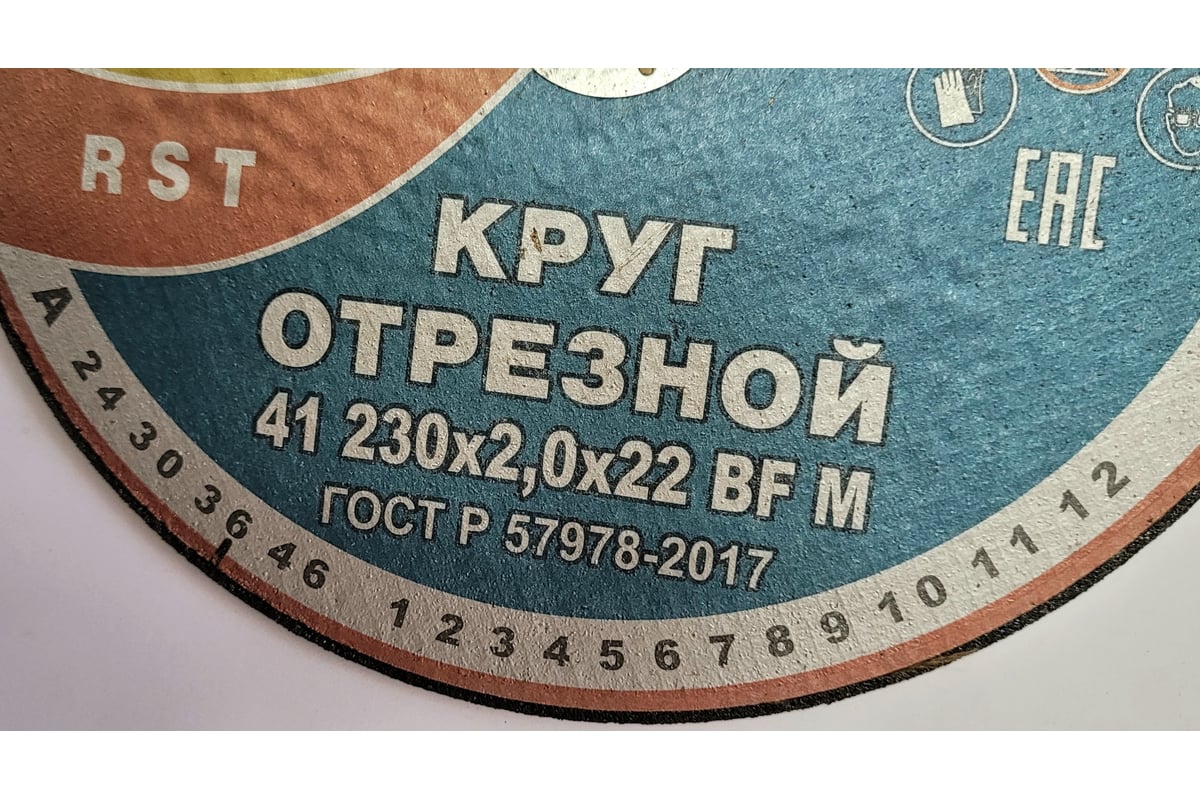 RST
ЕАС
КРУГ
ОТРЕЗНОЙ
41 230x2,0x22 BF M
ГОСТ Р 57978-2017
А 24 30 36 46 1 2 3 4 5 6 7 8 9 10 11 12